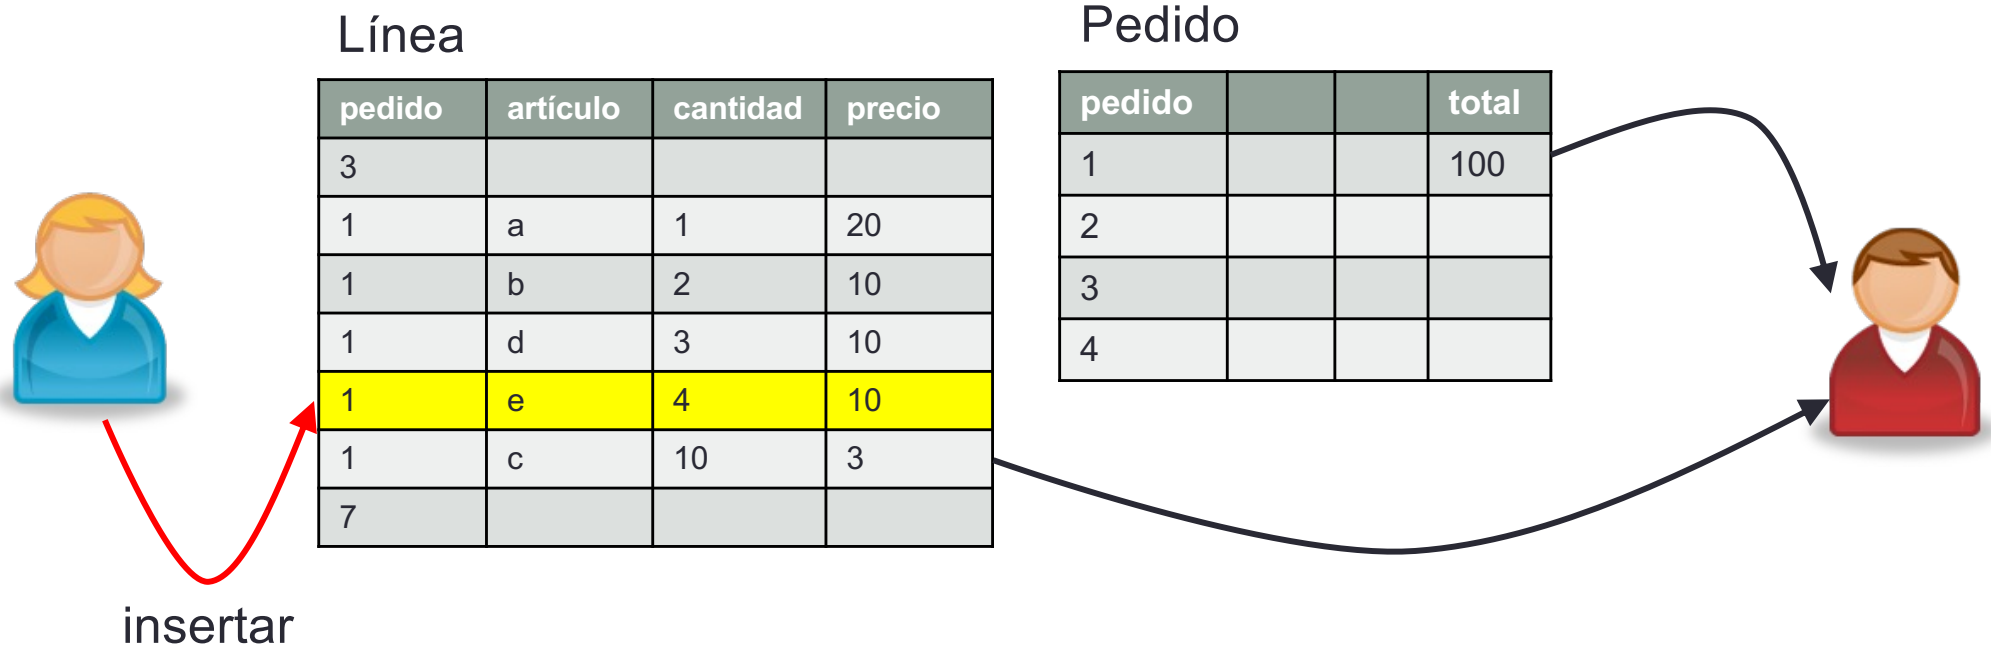 Línea
pedido artículo cantidad precio
3
1 a 1 20
1 b 2 10
1 d 3 10
1 e 4 10
1 c 10 3
7
Pedido
pedido total
1 100
2
3
4
insertar